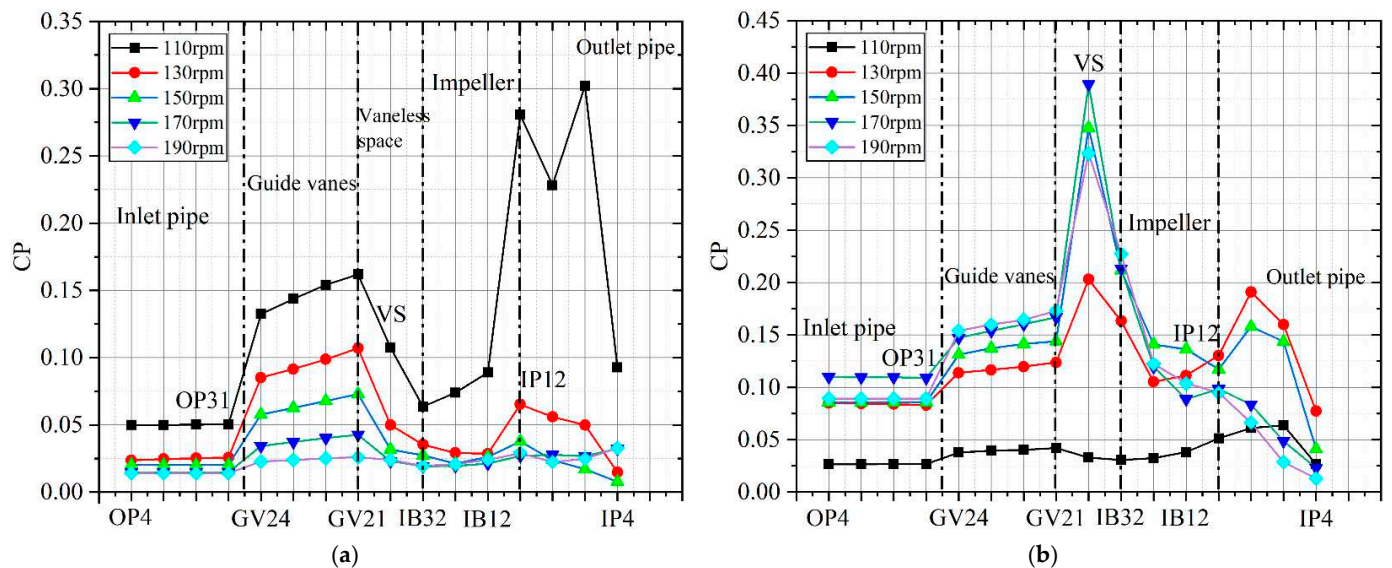 0.35
0.30
0.25
0.20
0.15
0.10
0.05
0.00
CP
110rpm
130rpm
150rpm
170rpm
190rpm
Inlet pipe
OP31
Guide vanes
Vaneless
space
VS
Impeller
IP12
Outlet pipe
OP4
GV24
GV21
IB32
IB12
IP4
(a)
0.45
0.40
0.35
0.30
0.25
0.20
0.15
0.10
0.05
0.00
CP
110rpm
130rpm
150rpm
170rpm
190rpm
Inlet pipe
OP31
Guide vanes
VS
Impeller
IP12
Outlet pipe
OP4
GV24
GV21
IB32
IB12
IP4
(b)